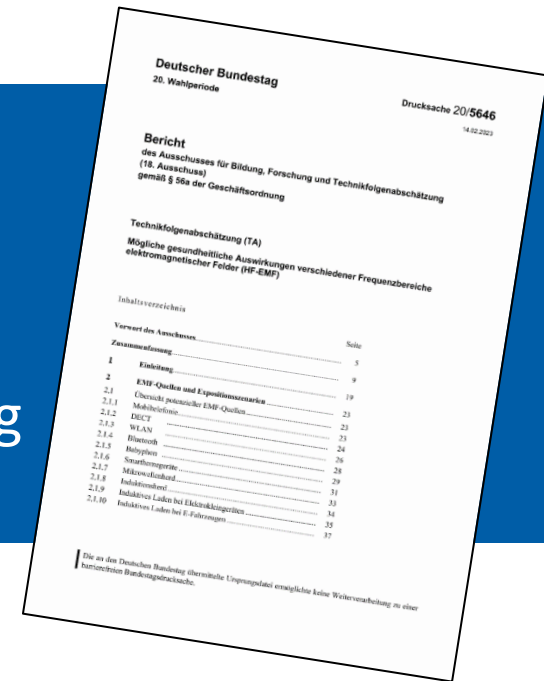 Deutscher Bundestag
20. Wahlperiode
Drucksache 20/5646
14.02.2023
Bericht
des Ausschusses für Bildung, Forschung und Technikfolgenabschätzung
(18. Ausschuss)
gemäß § 56a der Geschäftsordnung
Technikfolgenabschätzung (TA)
Mögliche gesundheitliche Auswirkungen verschiedener Frequenzbereiche
elektromagnetischer Felder (HF-EMF)
Inhaltsverzeichnis
Seite
Vorwort des Ausschusses 5
Zusammenfassung 9
1 Einleitung 19
2 EMF-Quellen und Expositionsszenarien 23
2.1 Übersicht potenzieller EMF-Quellen 23
2.1.1 Mobiltelefonie 23
2.1.2 DECT 24
2.1.3 WLAN 26
2.1.4 Bluetooth 28
2.1.5 Babyphon 29
2.1.6 Smarthomegeräte 31
2.1.7 Mikrowellenherd 33
2.1.8 Induktionsherd 34
2.1.9 Induktives Laden bei Elektrokleingeräten 35
2.1.10 Induktives Laden bei E-Fahrzeugen 37
g
Die an den Deutschen Bundestag übermittelte Ursprungsdatei ermöglichte keine Weiterverarbeitung zu einer
barrierefreien Bundestagsdrucksache.